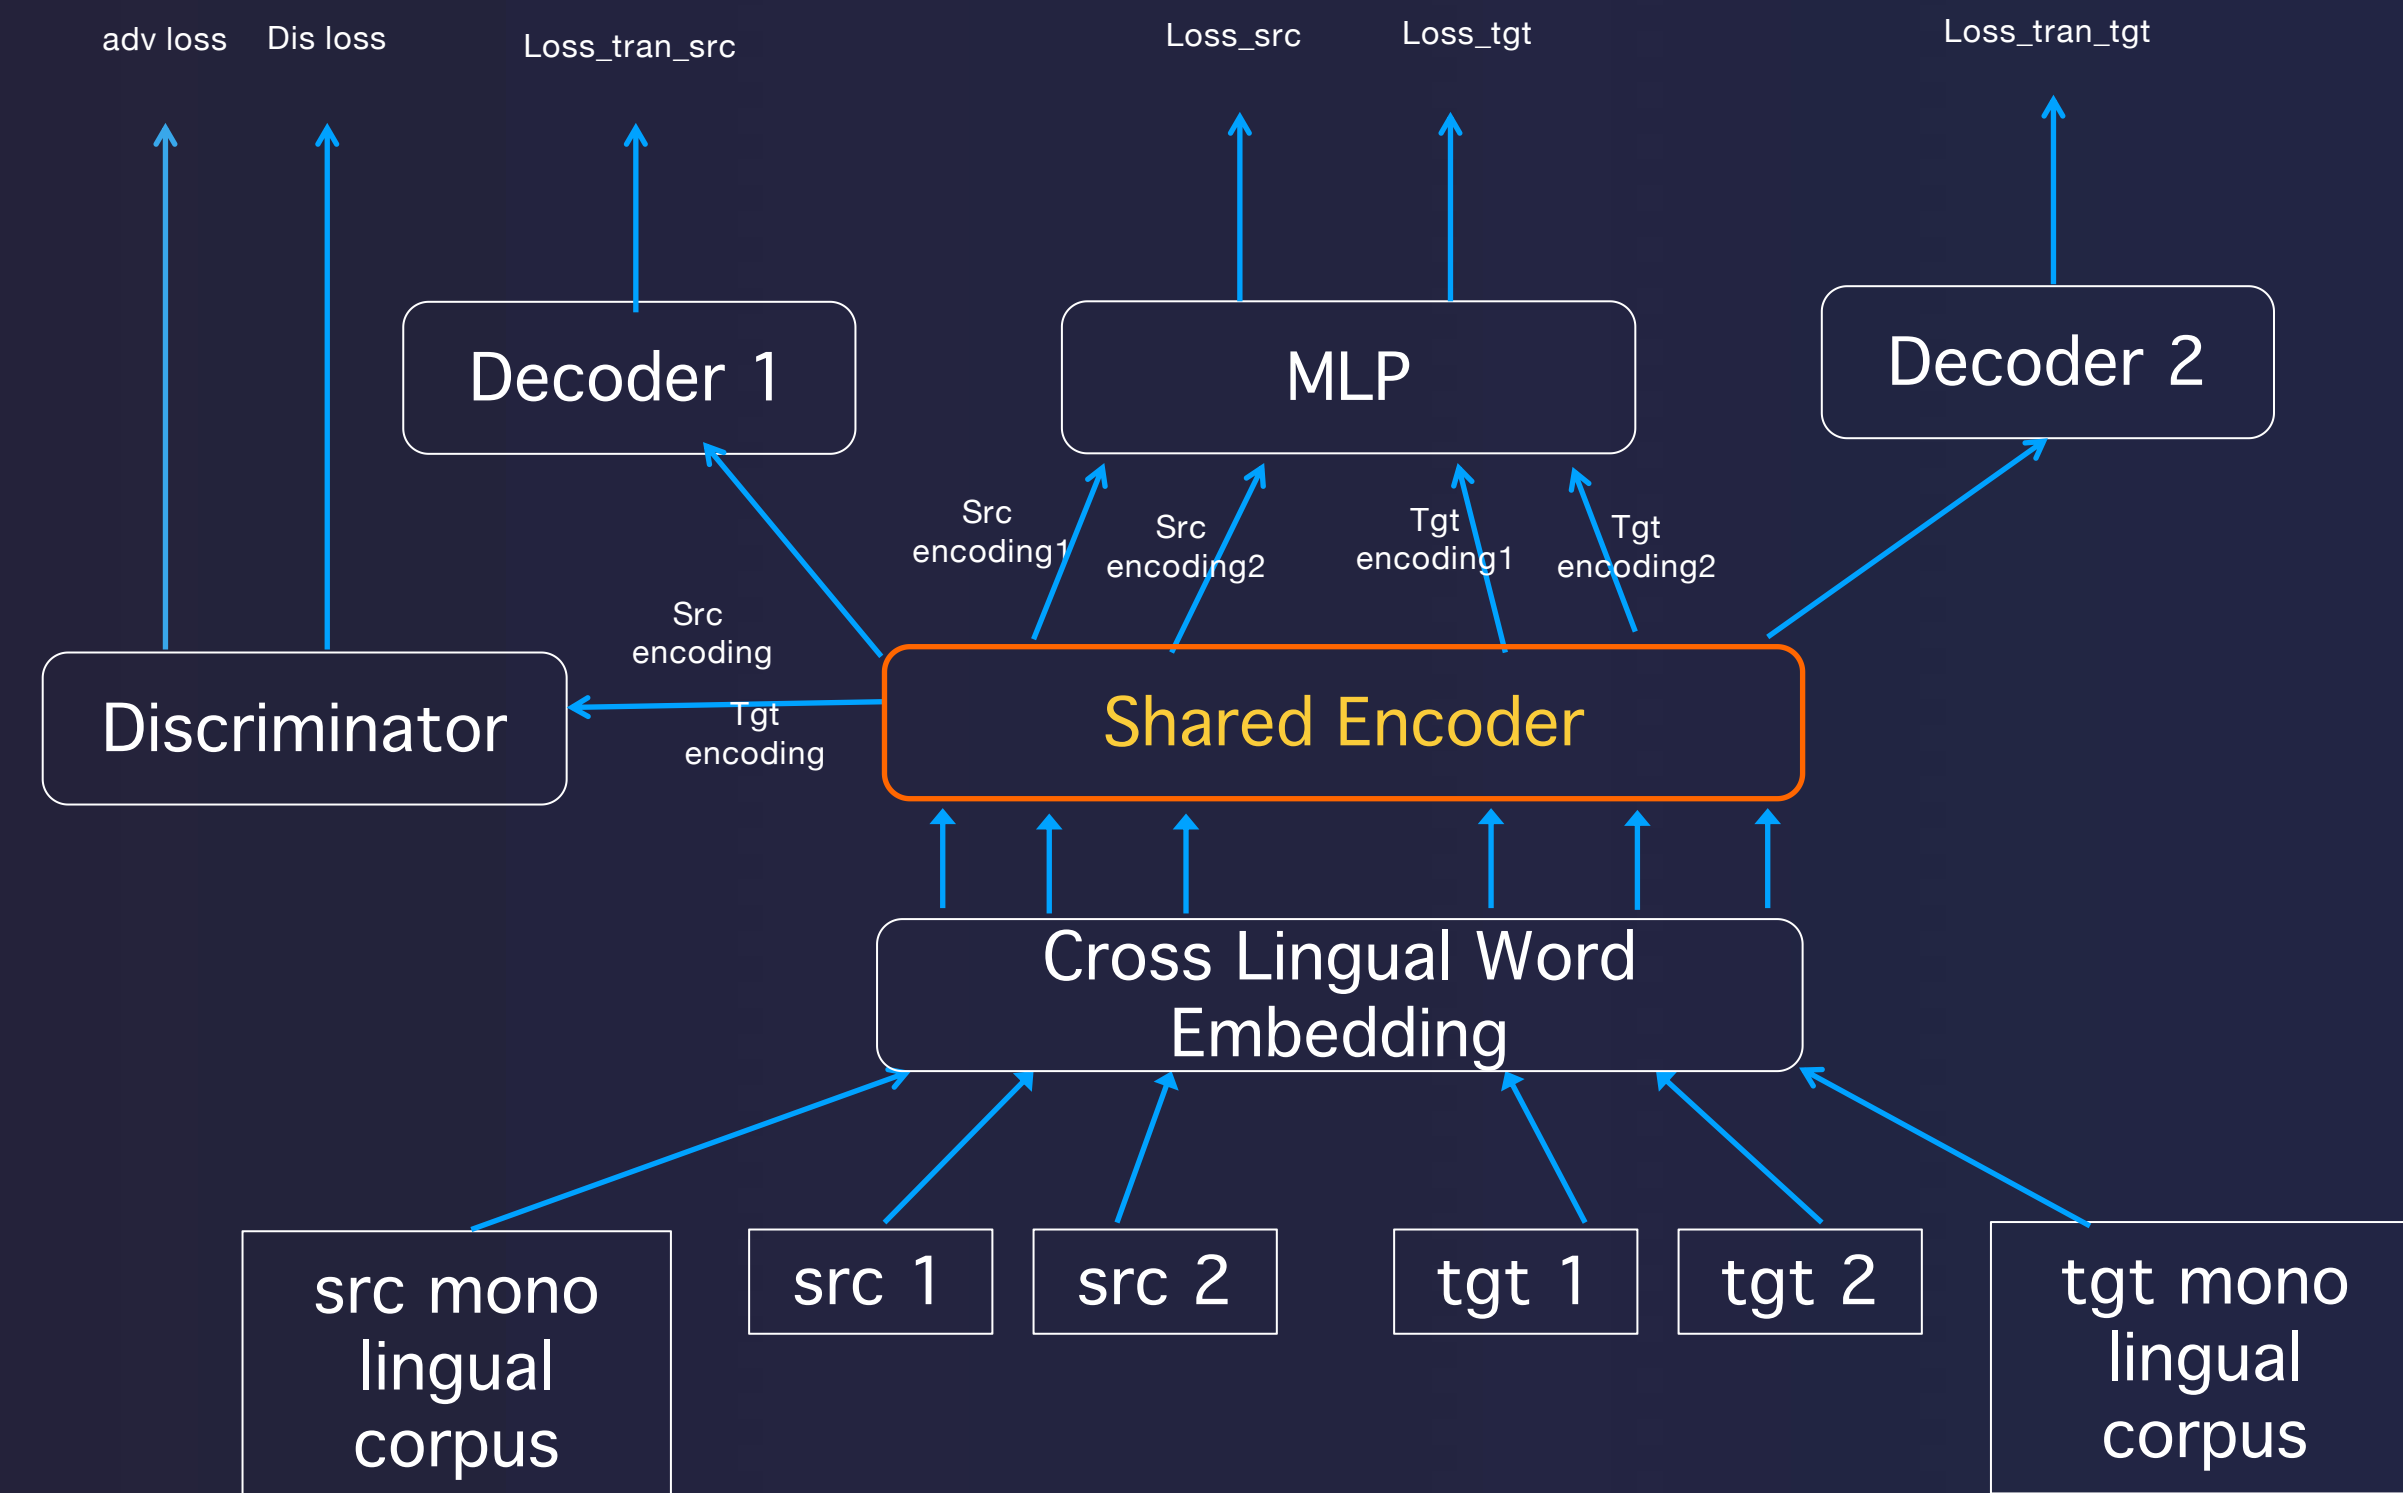 adv loss
Dis loss
Loss_tran_src
Loss_src
Loss_tgt
Loss_tran_tgt
Decoder 1
MLP
Decoder 2
Src
encoding1
Src
encoding2
Tgt
encoding1
Tgt
encoding2
Src
encoding
Tgt
encoding
Discriminator
Shared Encoder
Cross Lingual Word
Embedding
src mono
lingual
corpus
src 1
src 2
tgt 1
tgt 2
tgt mono
lingual
corpus